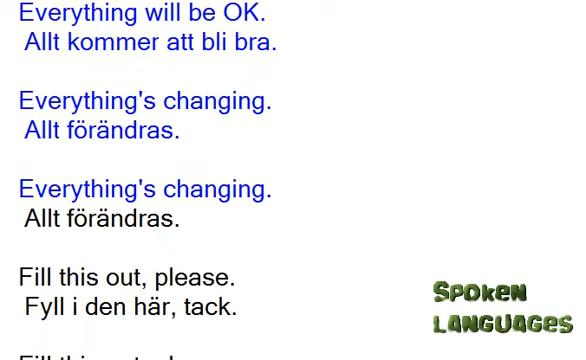 Everything will be OK.
Allt kommer att bli bra.
Everything's changing.
Allt förändras.
Everything's changing.
Allt förändras.
Fill this out, please.
Fyll i den här, tack.
SPOKEN
LANGUAGES